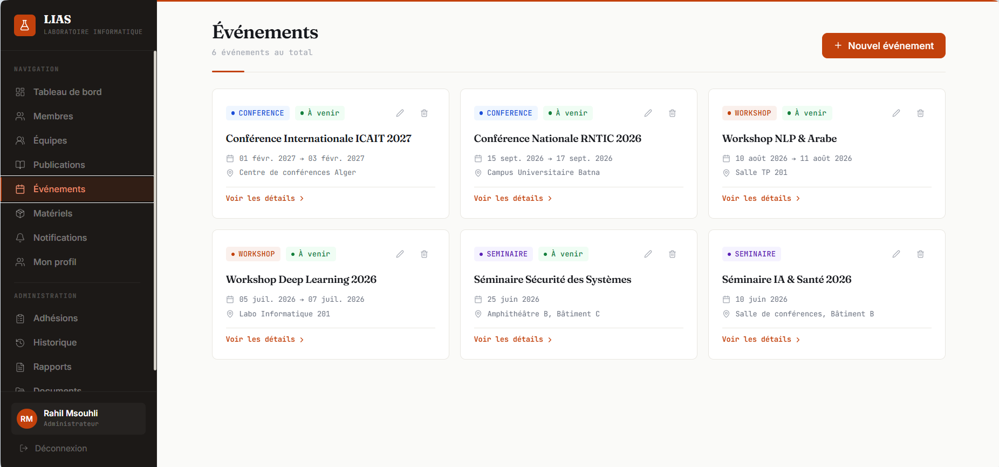 LIAS
LABORATOIRE INFORMATIQUE
NAVIGATION
Tableau de bord
Membres
Équipes
Publications
Événements
Matériels
Notifications
Mon profil
ADMINISTRATION
Adhésions
Historique
Rapports
Documents
RM
Rahil Msouhli
Administrateur
Déconnexion
Événements
6 événements au total
+ Nouvel événement
CONFERENCE À venir
Conférence Internationale ICAIT 2027
01 févr. 2027 → 03 févr. 2027
Centre de conférences Alger
Voir les détails >
CONFERENCE À venir
Conférence Nationale RNTIC 2026
15 sept. 2026 → 17 sept. 2026
Campus Universitaire Batna
Voir les détails >
WORKSHOP À venir
Workshop NLP & Arabe
10 août 2026 → 11 août 2026
Salle TP 201
Voir les détails >
WORKSHOP À venir
Workshop Deep Learning 2026
05 juil. 2026 → 07 juil. 2026
Labo Informatique 201
Voir les détails >
SEMINAIRE À venir
Séminaire Sécurité des Systèmes
25 juin 2026
Amphithéâtre B, Bâtiment C
Voir les détails >
SEMINAIRE
Séminaire IA & Santé 2026
10 juin 2026
Salle de conférences, Bâtiment B
Voir les détails >